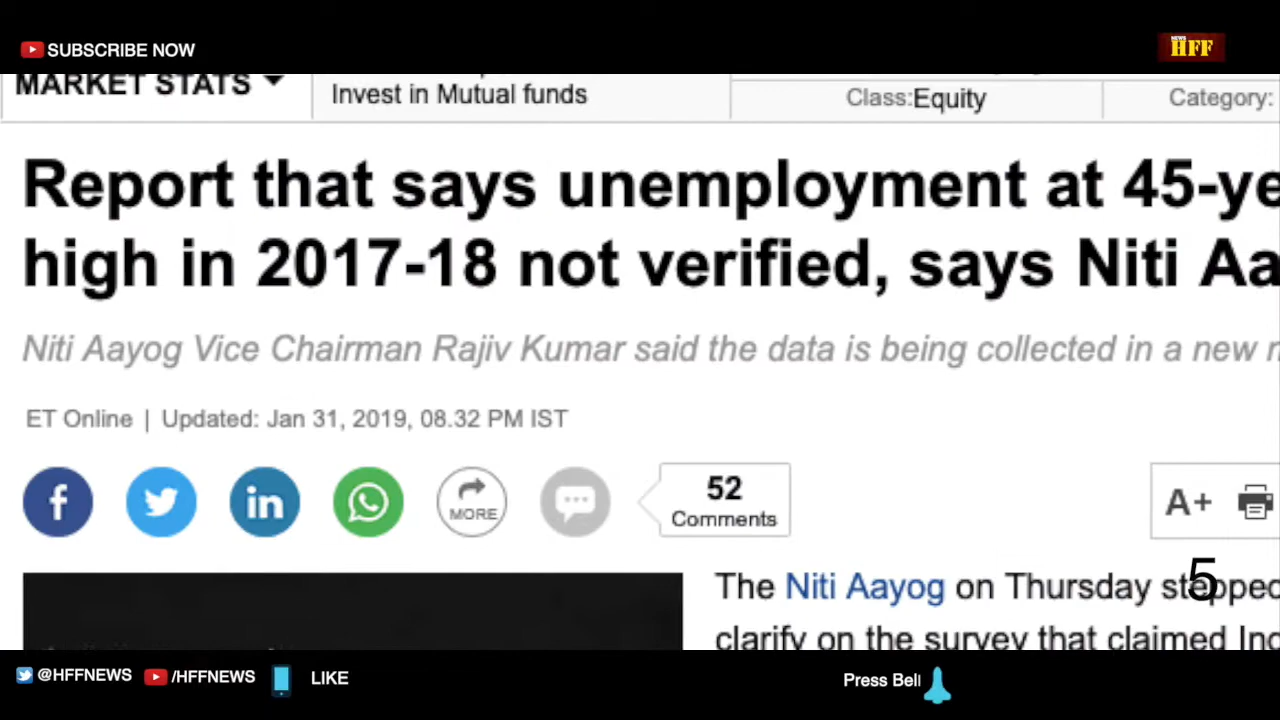 SUBSCRIBE NOW
NEWS
HFF
MARKET STATS
Invest in Mutual funds
Class:Equity
Category:
Report that says unemployment at 45-ye
high in 2017-18 not verified, says Niti Aa
Niti Aayog Vice Chairman Rajiv Kumar said the data is being collected in a new
ET Online | Updated: Jan 31, 2019, 08.32 PM IST
MORE
52
Comments
A+
The Niti Aayog on Thursday stepped
5
clarify on the survey that claimed
@HFFNEWS
/HFFNEWS
LIKE
Press Bell